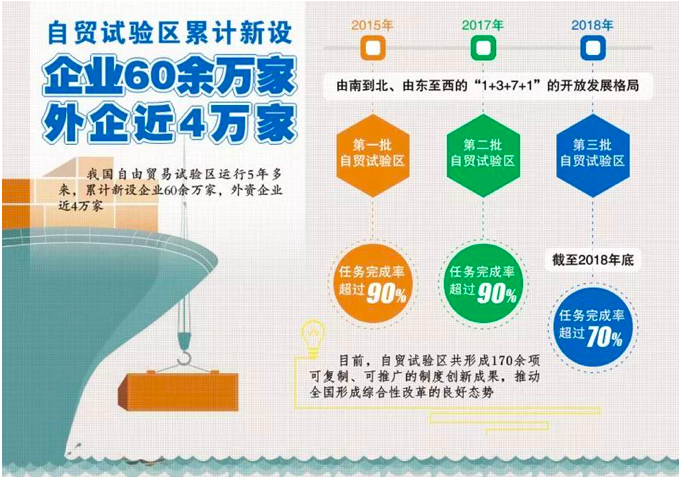 自贸试验区累计新设
企业60余万家
外企近4万家
我国自由贸易试验区运行5年多
来，累计新设企业60余万家，外资企业
近4万家
2015年
2017年
2018年
由南到北、由东至西的“1+3+7+1”的开放发展格局
第一批
自贸试验区
第二批
自贸试验区
第三批
自贸试验区
任务完成率
超过90%
任务完成率
超过90%
截至2018年底
任务完成率
超过70%
目前，自贸试验区共形成170余项
可复制、可推广的制度创新成果，推动
全国形成综合性改革的良好态势